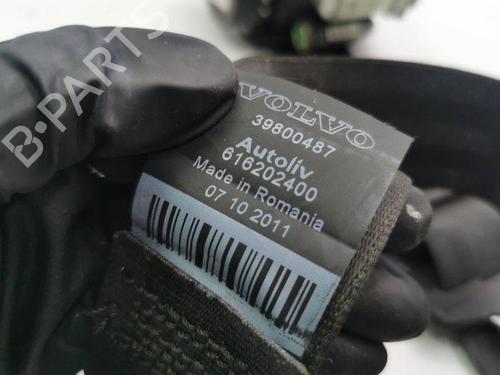 VOLVO
39800487
Autoliv
616202400
Made in Romania
07 10 2011
B-PARTS